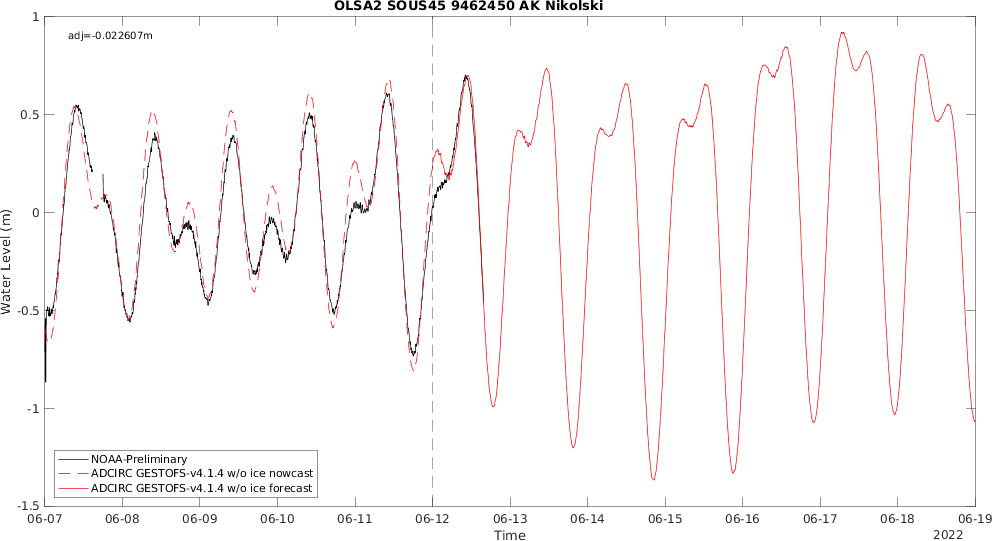 OLSA2 SOUS45 9462450 AK Nikolski
adj=-0.022607m
Water Level (m)
1
0.5
0
-0.5
-1
-1.5
NOAA-Preliminary
ADCIRC GESTOFS-v4.1.4 w/o ice nowcast
ADCIRC GESTOFS-v4.1.4 w/o ice forecast
06-07 06-08 06-09 06-10 06-11 06-12 06-13 06-14 06-15 06-16 06-17 06-18 06-19
Time
2022